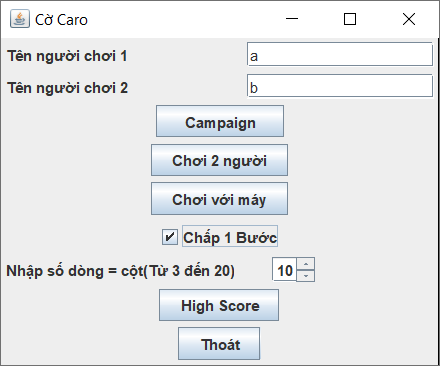 Cờ Caro
Tên người chơi 1 a
Tên người chơi 2 b
Campaign
Chơi 2 người
Chơi với máy
Chấp 1 Bước
Nhập số dòng = cột(Từ 3 đến 20) 10
High Score
Thoát